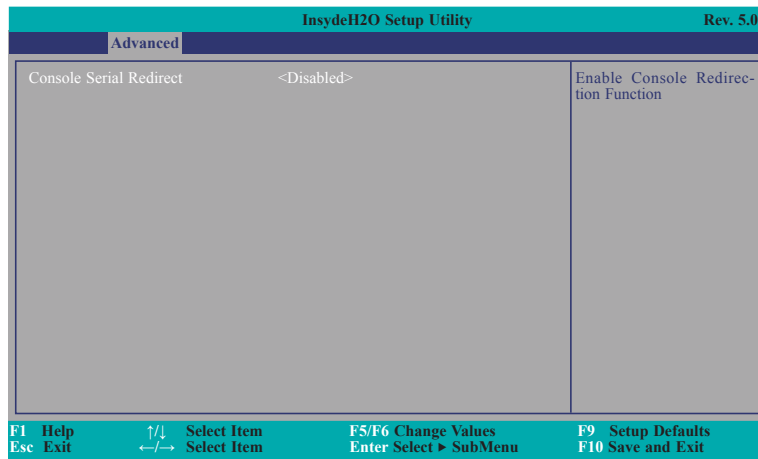 InsydeH2O Setup Utility Rev. 5.0
Advanced
Console Serial Redirect <Disabled>
Enable Console Redirec-
tion Function
F1 Help ↑/↓ Select Item F5/F6 Change Values F9 Setup Defaults
Esc Exit ←/→ Select Item Enter Select ► SubMenu F10 Save and Exit